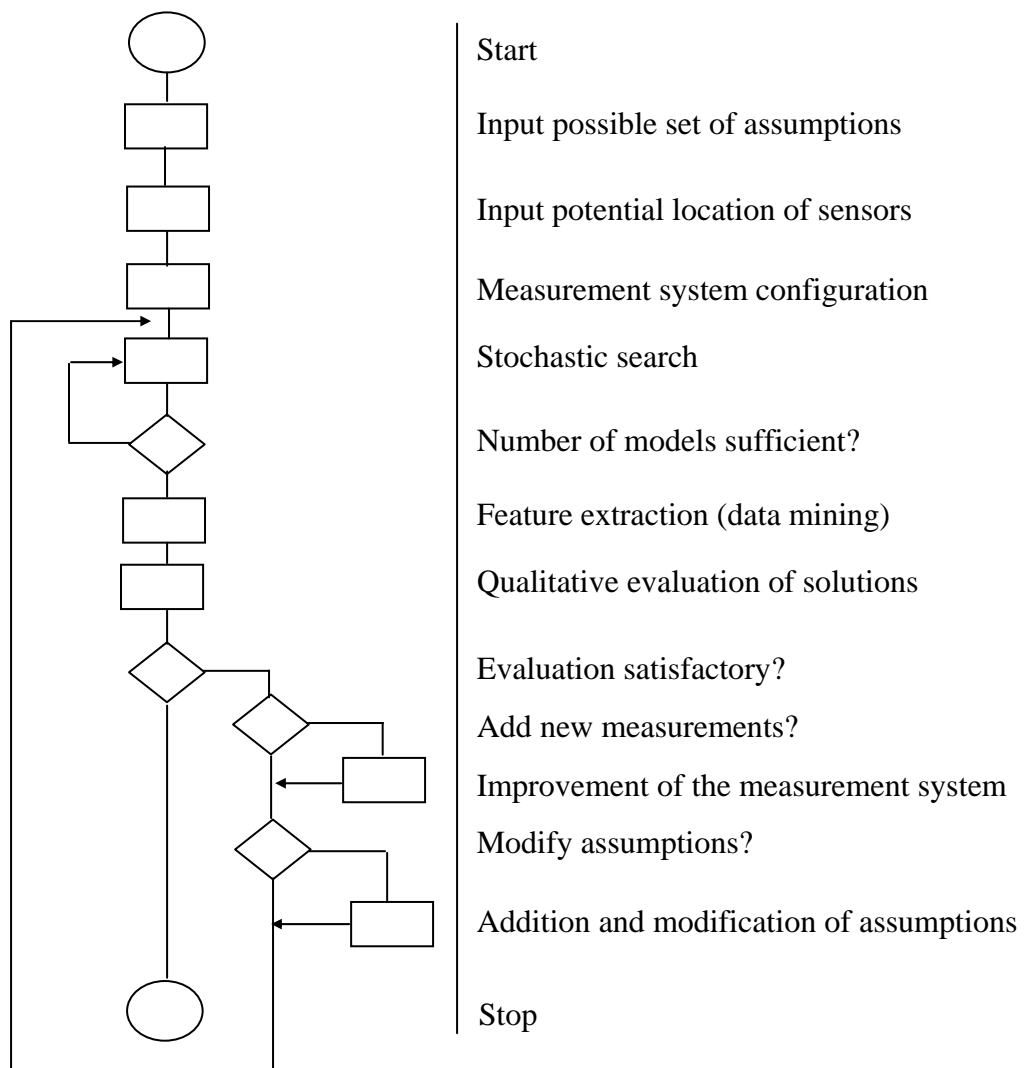 Start
Input possible set of assumptions
Input potential location of sensors
Measurement system configuration
Stochastic search
Number of models sufficient?
Feature extraction (data mining)
Qualitative evaluation of solutions
Evaluation satisfactory?
Add new measurements?
Improvement of the measurement system
Modify assumptions?
Addition and modification of assumptions
Stop